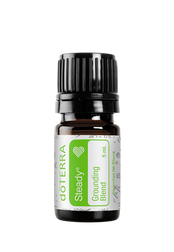 dōTERRA
Steady®
Grounding
Blend
5 mL